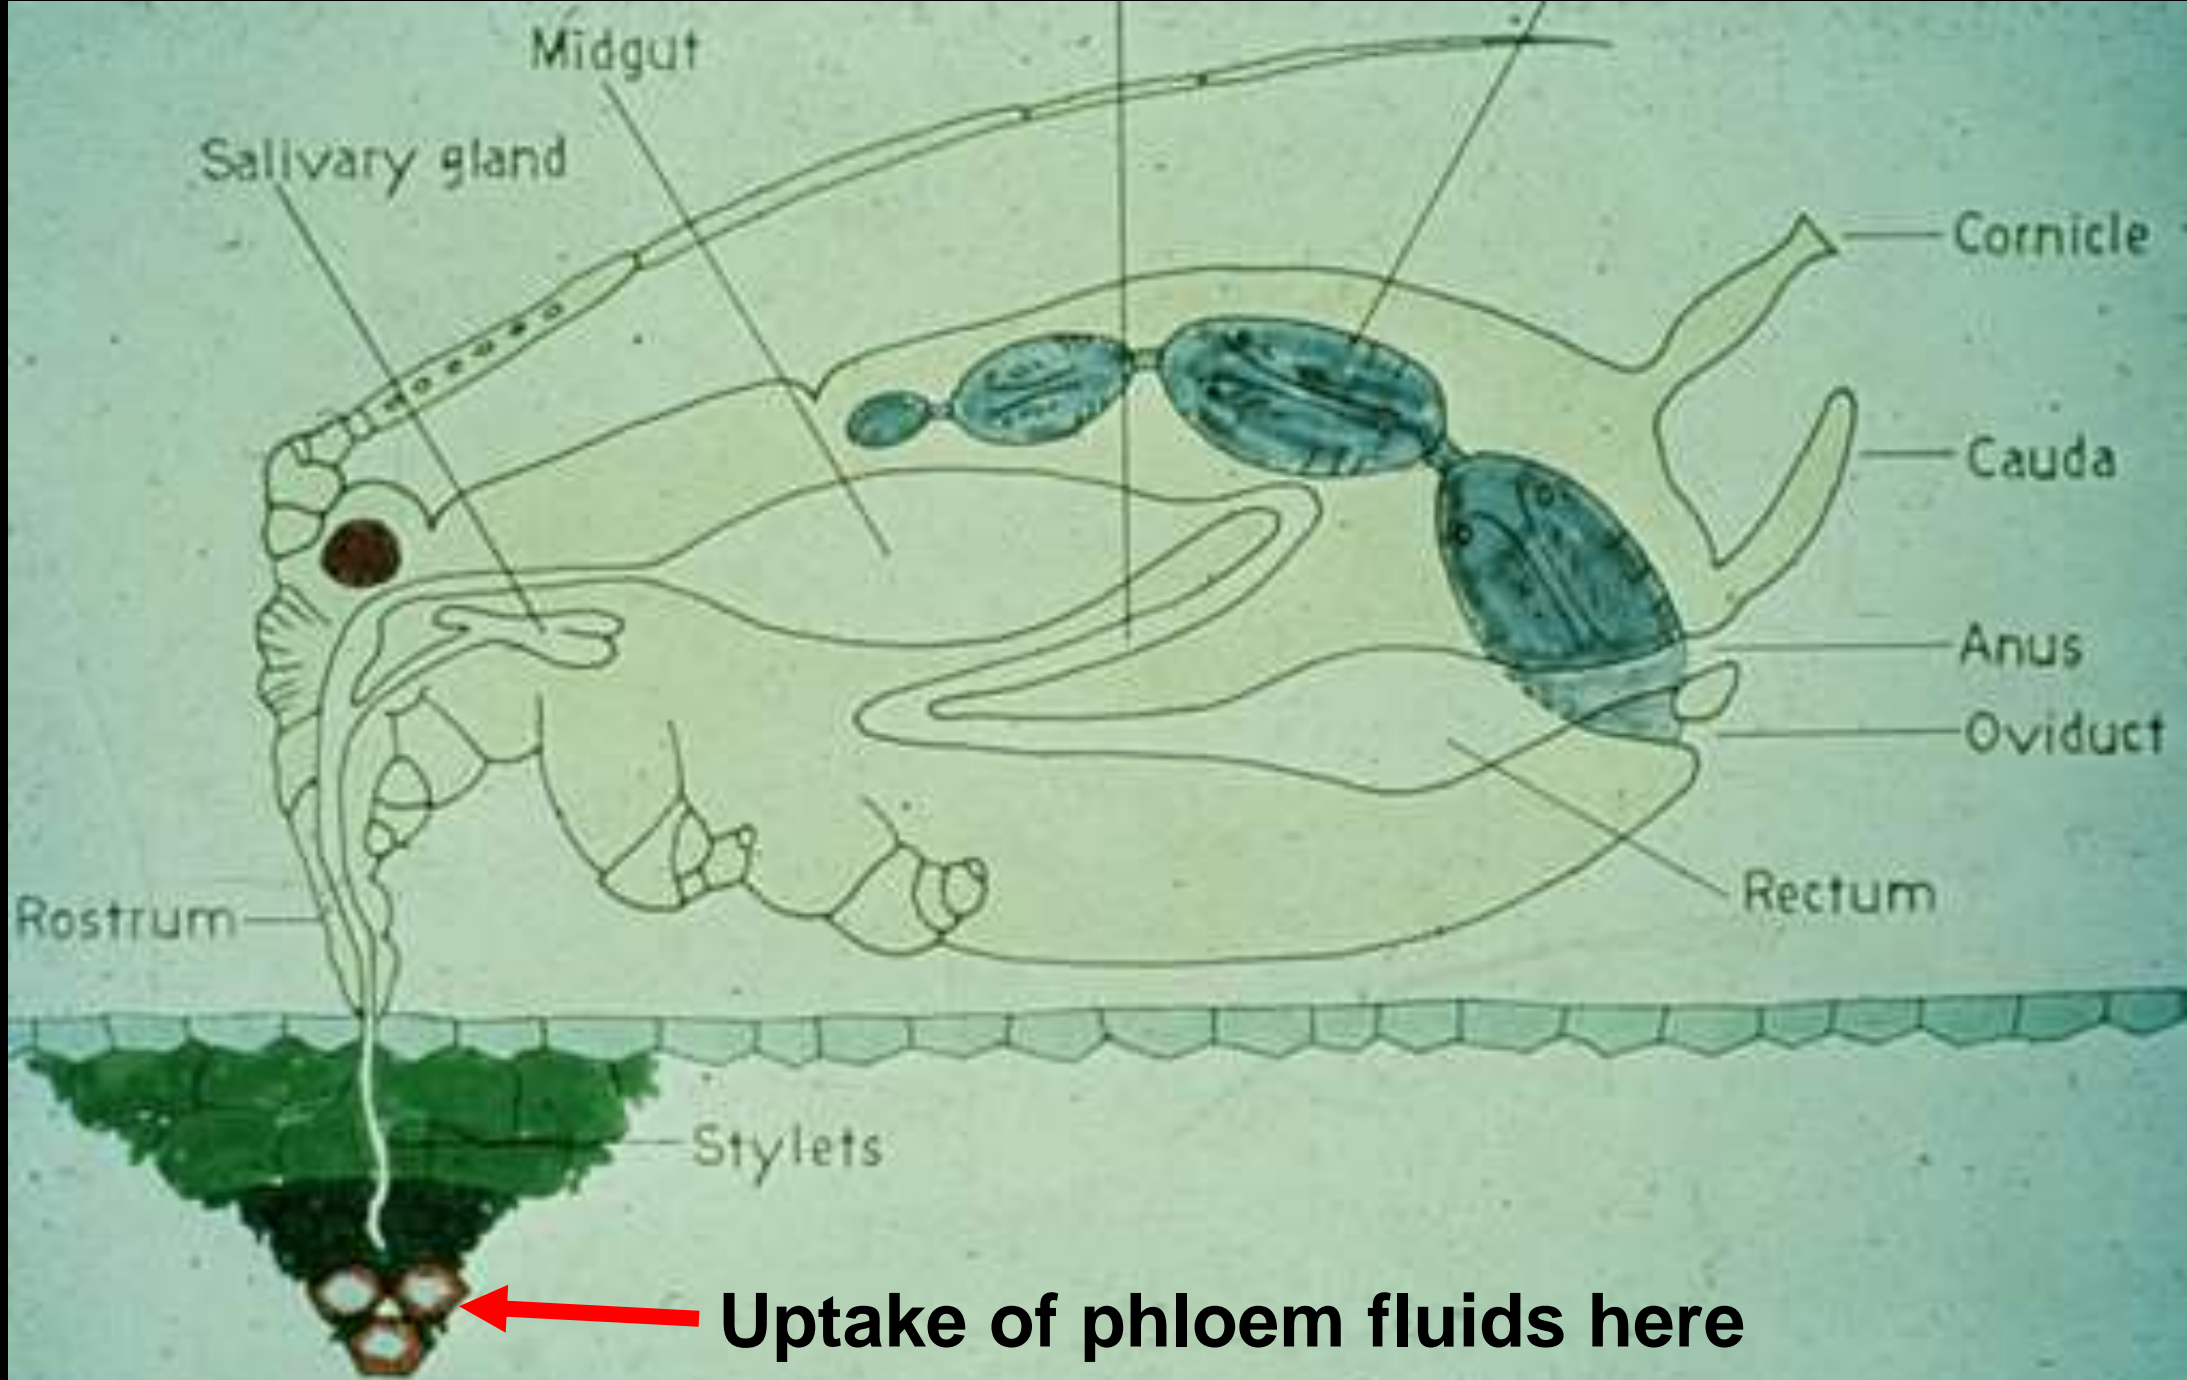 Midgut
Salivary gland
Cornicle
Cauda
Anus
Oviduct
Rectum
Rostrum
Stylets
Uptake of phloem fluids here